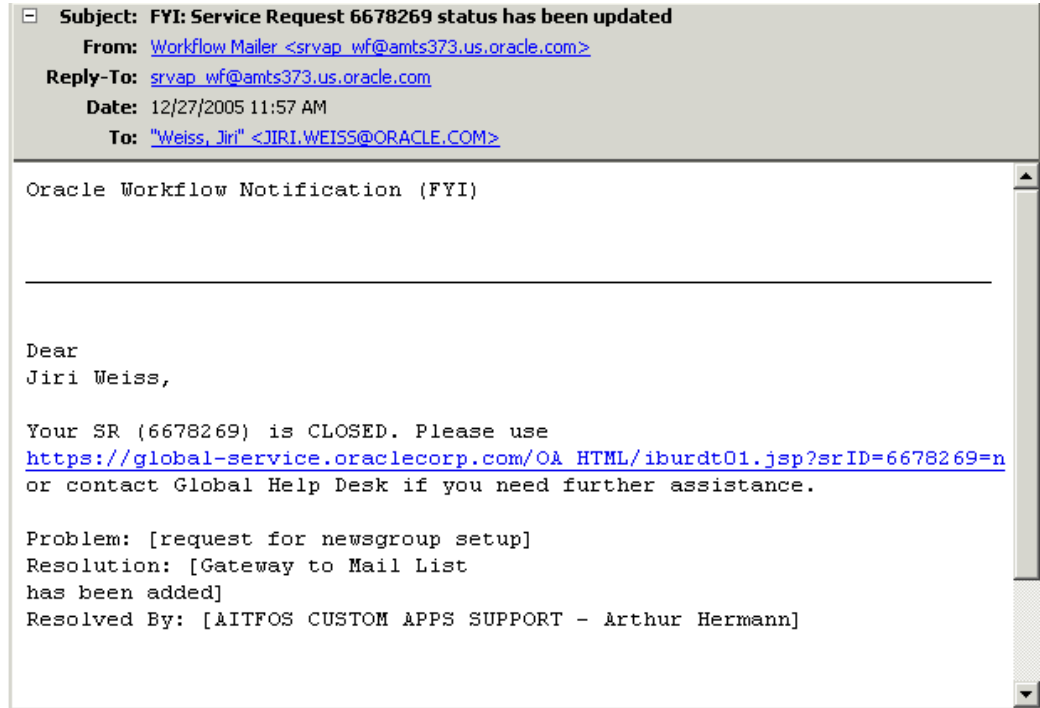 Subject: FYI: Service Request 6678269 status has been updated
From: Workflow Mailer <srvap_wf@amts373.us.oracle.com>
Reply-To: srvap_wf@amts373.us.oracle.com
Date: 12/27/2005 11:57 AM
To: "Weiss, Jiri" <JIRI.WEISS@ORACLE.COM>
Oracle Workflow Notification (FYI)
Dear
Jiri Weiss,
Your SR (6678269) is CLOSED. Please use
https://global-service.oraclecorp.com/OA_HTML/iburdt01.jsp?srID=6678269=n
or contact Global Help Desk if you need further assistance.
Problem: [request for newsgroup setup]
Resolution: [Gateway to Mail List
has been added]
Resolved By: [AITFOS CUSTOM APPS SUPPORT - Arthur Hermann]